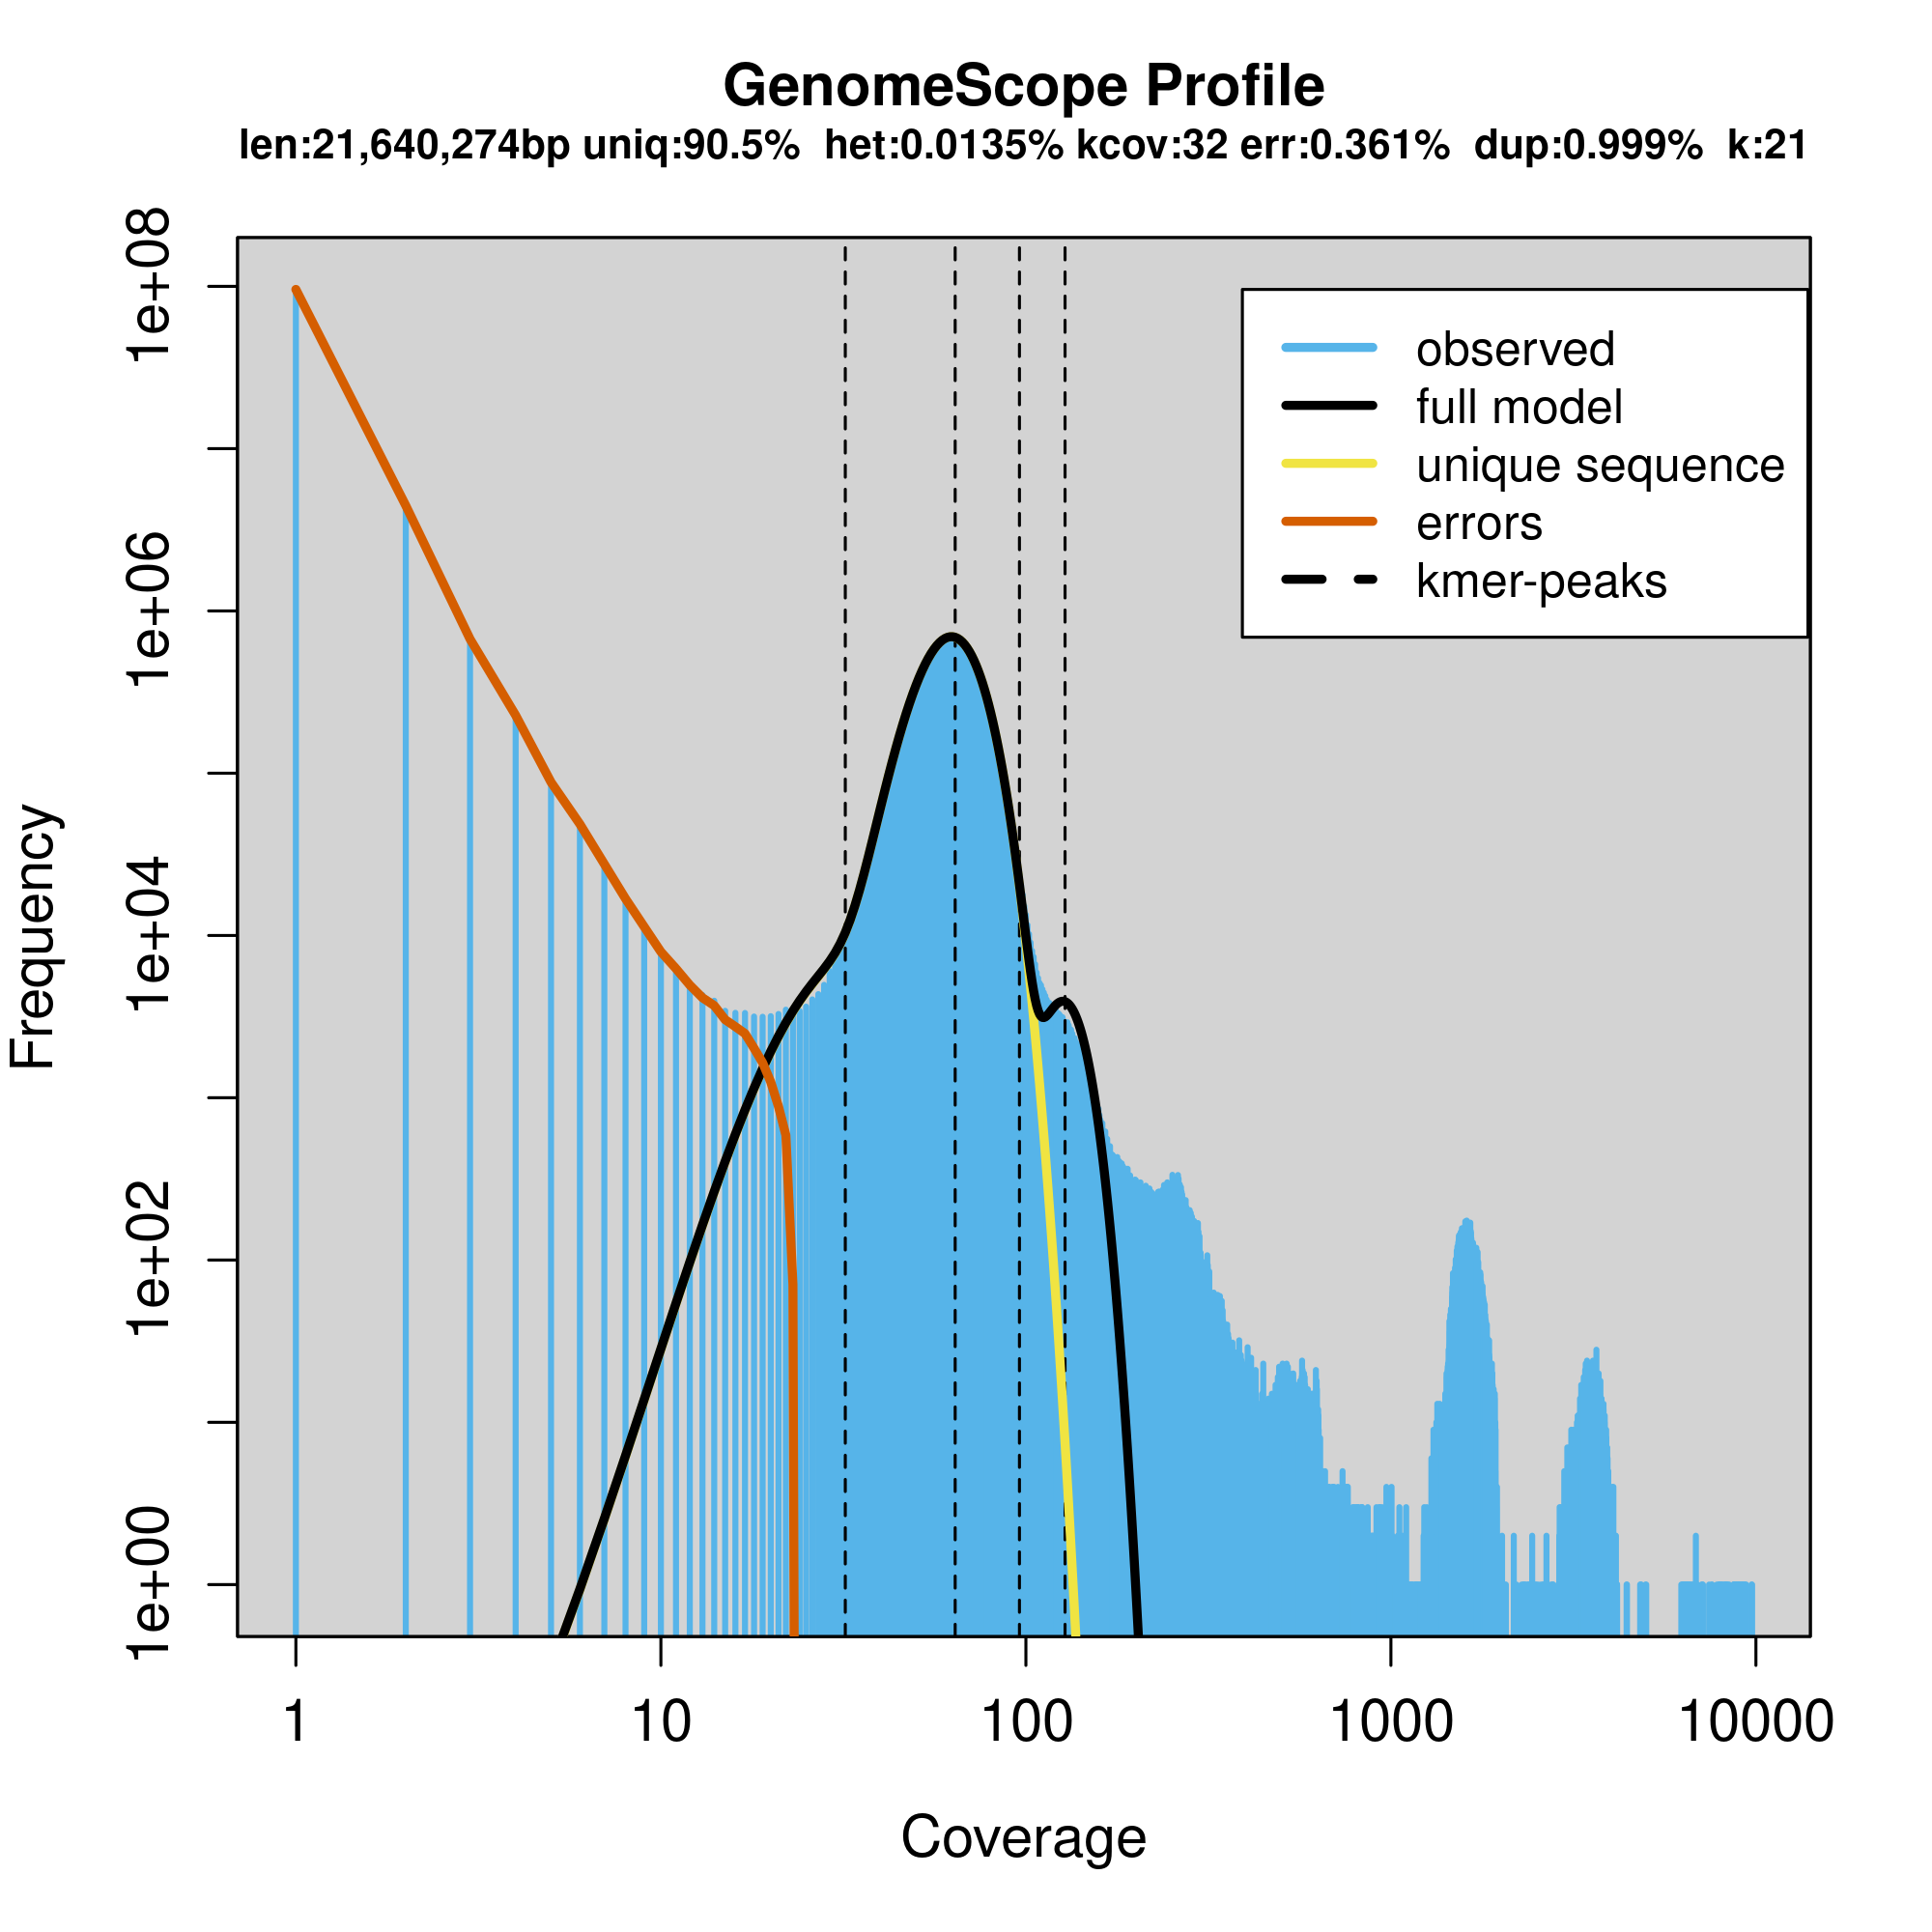 GenomeScope Profile
len:21,640,274bp uniq:90.5% het:0.0135% kcov:32 err:0.361% dup:0.999% k:21
1e+08
1e+06
1e+04
1e+02
1e+00
Frequency
observed
full model
unique sequence
errors
kmer-peaks
1 10 100 1000 10000
Coverage